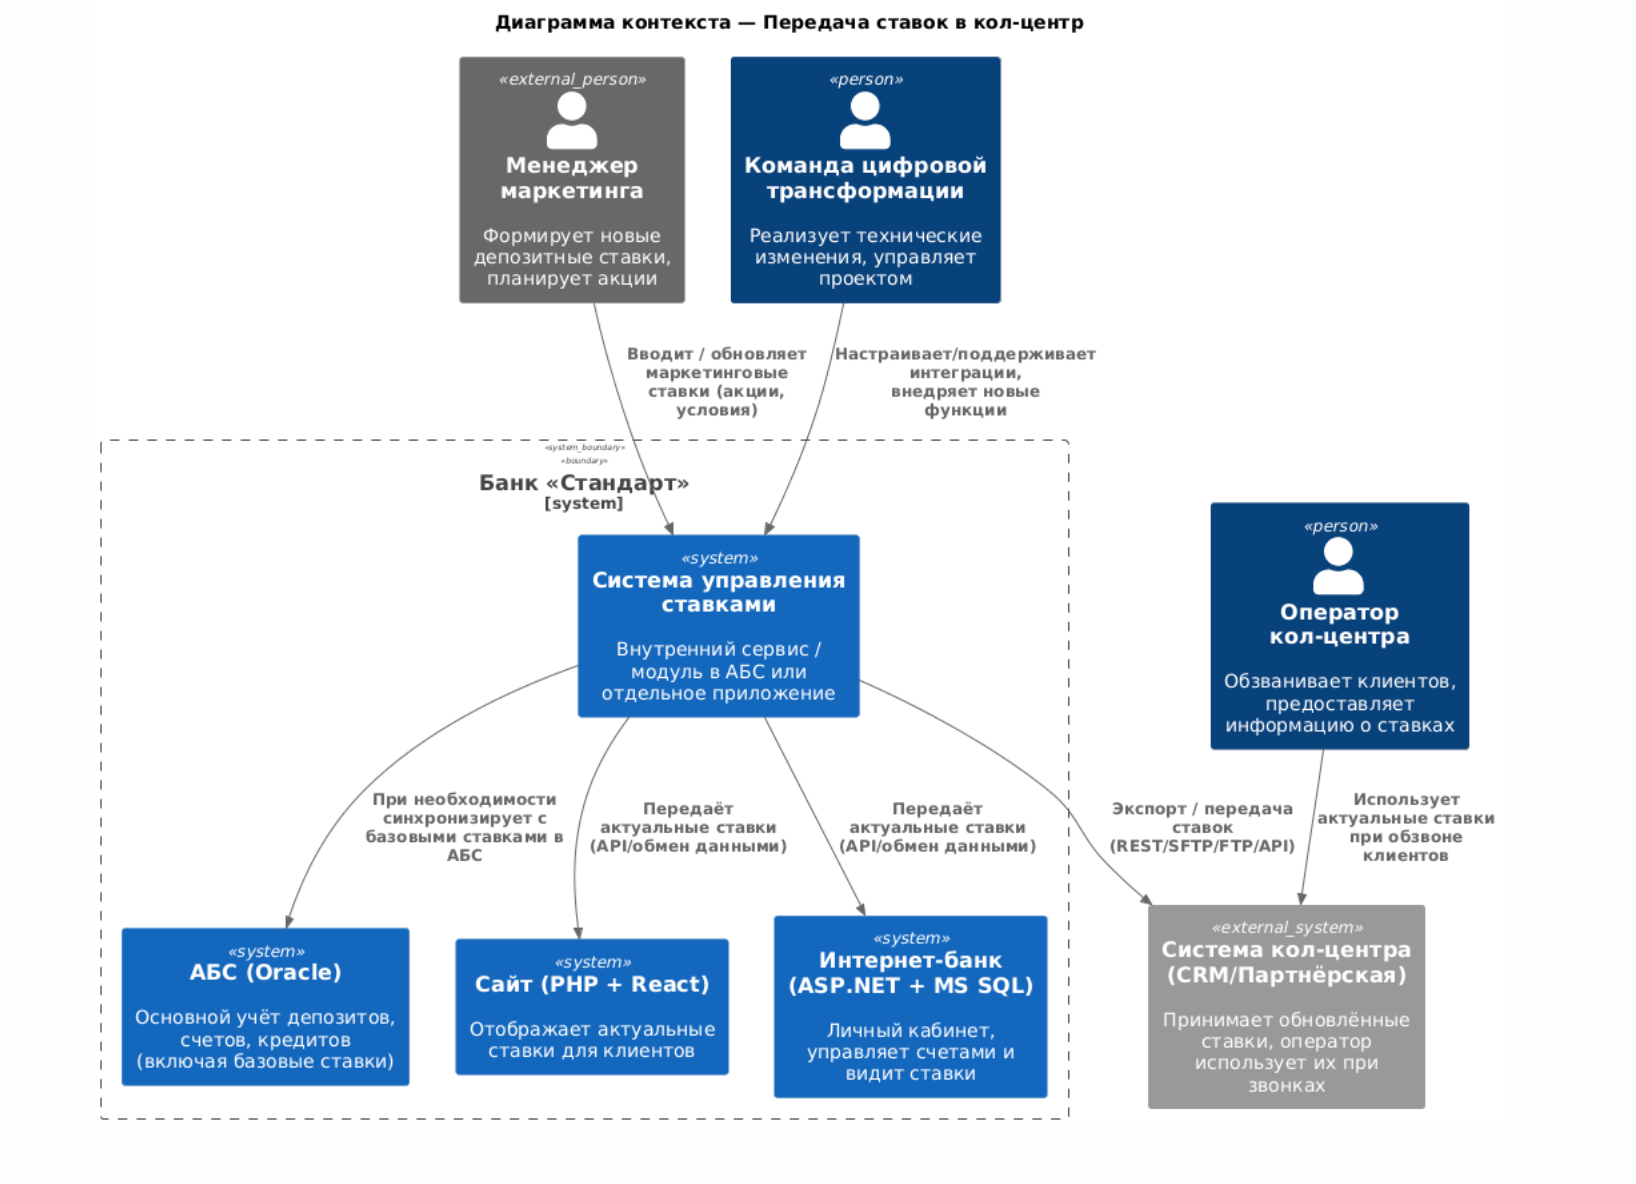 Диаграмма контекста — Передача ставок в кол-центр
«external_person»
Менеджер
маркетинга
Формирует новые
депозитные ставки,
планирует акции
«person»
Команда цифровой
трансформации
Реализует технические
изменения, управляет
проектом
Вводит / обновляет
маркетинговые
ставки (акции,
условия)
Настраивает/поддерживает
интеграции,
внедряет новые
функции
«system_boundary»
«boundary»
Банк «Стандарт»
[system]
«system»
Система управления
ставками
Внутренний сервис /
модуль в АБС или
отдельное приложение
«person»
Оператор
кол-центра
Обзванивает клиентов,
предоставляет
информацию о ставках
При необходимости
синхронизирует с
базовыми ставками в
АБС
Передаёт
актуальные ставки
(API/обмен данными)
Передаёт
актуальные ставки
(API/обмен данными)
Экспорт / передача
ставок
(REST/SFTP/FTP/API)
Использует
актуальные ставки
при обзвоне
клиентов
«system»
АБС (Oracle)
Основной учёт депозитов,
счетов, кредитов
(включая базовые ставки)
«system»
Сайт (PHP + React)
Отображает актуальные
ставки для клиентов
«system»
Интернет-банк
(ASP.NET + MS SQL)
Личный кабинет,
управляет счетами и
видит ставки
«external_system»
Система кол-центра
(CRM/Партнёрская)
Принимает обновлённые
ставки, оператор
использует их при
звонках